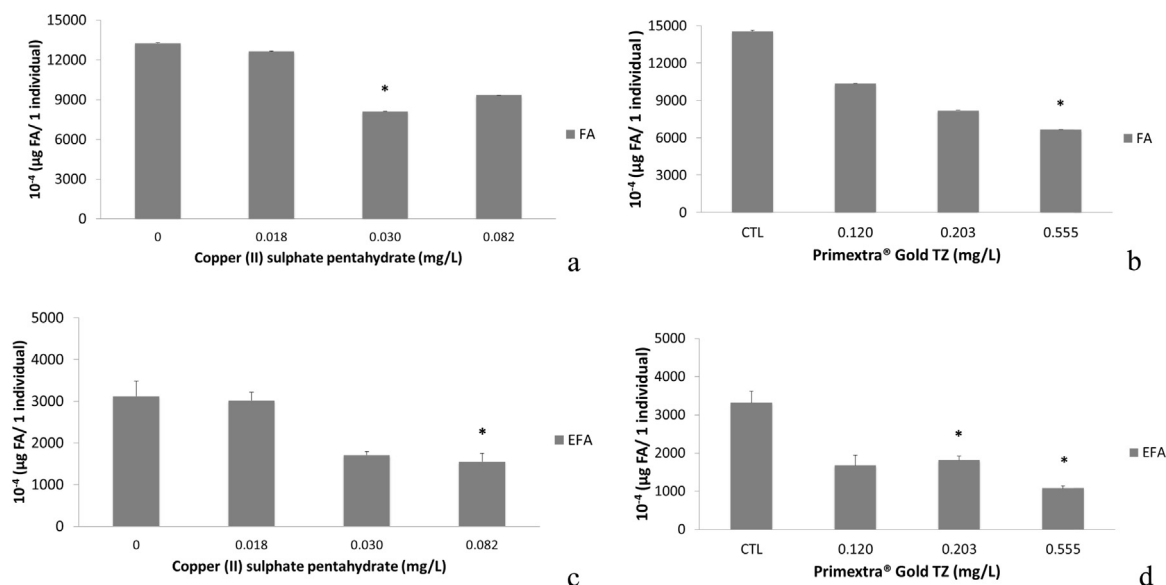 15000
12000
9000
6000
3000
0
10⁻⁴ (µg FA/ 1 individual)
*
FA
0 0.018 0.030 0.082
Copper (II) sulphate pentahydrate (mg/L)
a
15000
12000
9000
6000
3000
0
10⁻⁴ (µg FA/ 1 individual )
*
FA
CTL 0.120 0.203 0.555
Primextra® Gold TZ (mg/L)
b
5000
4000
3000
2000
1000
0
10⁻⁴ (µg FA/ 1 individual)
*
EFA
0 0.018 0.030 0.082
Copper (II) sulphate pentahydrate (mg/L)
c
5000
4000
3000
2000
1000
0
10⁻⁴ (µg FA/ 1 individual)
*
*
EFA
CTL 0.120 0.203 0.555
Primextra® Gold TZ (mg/L)
d